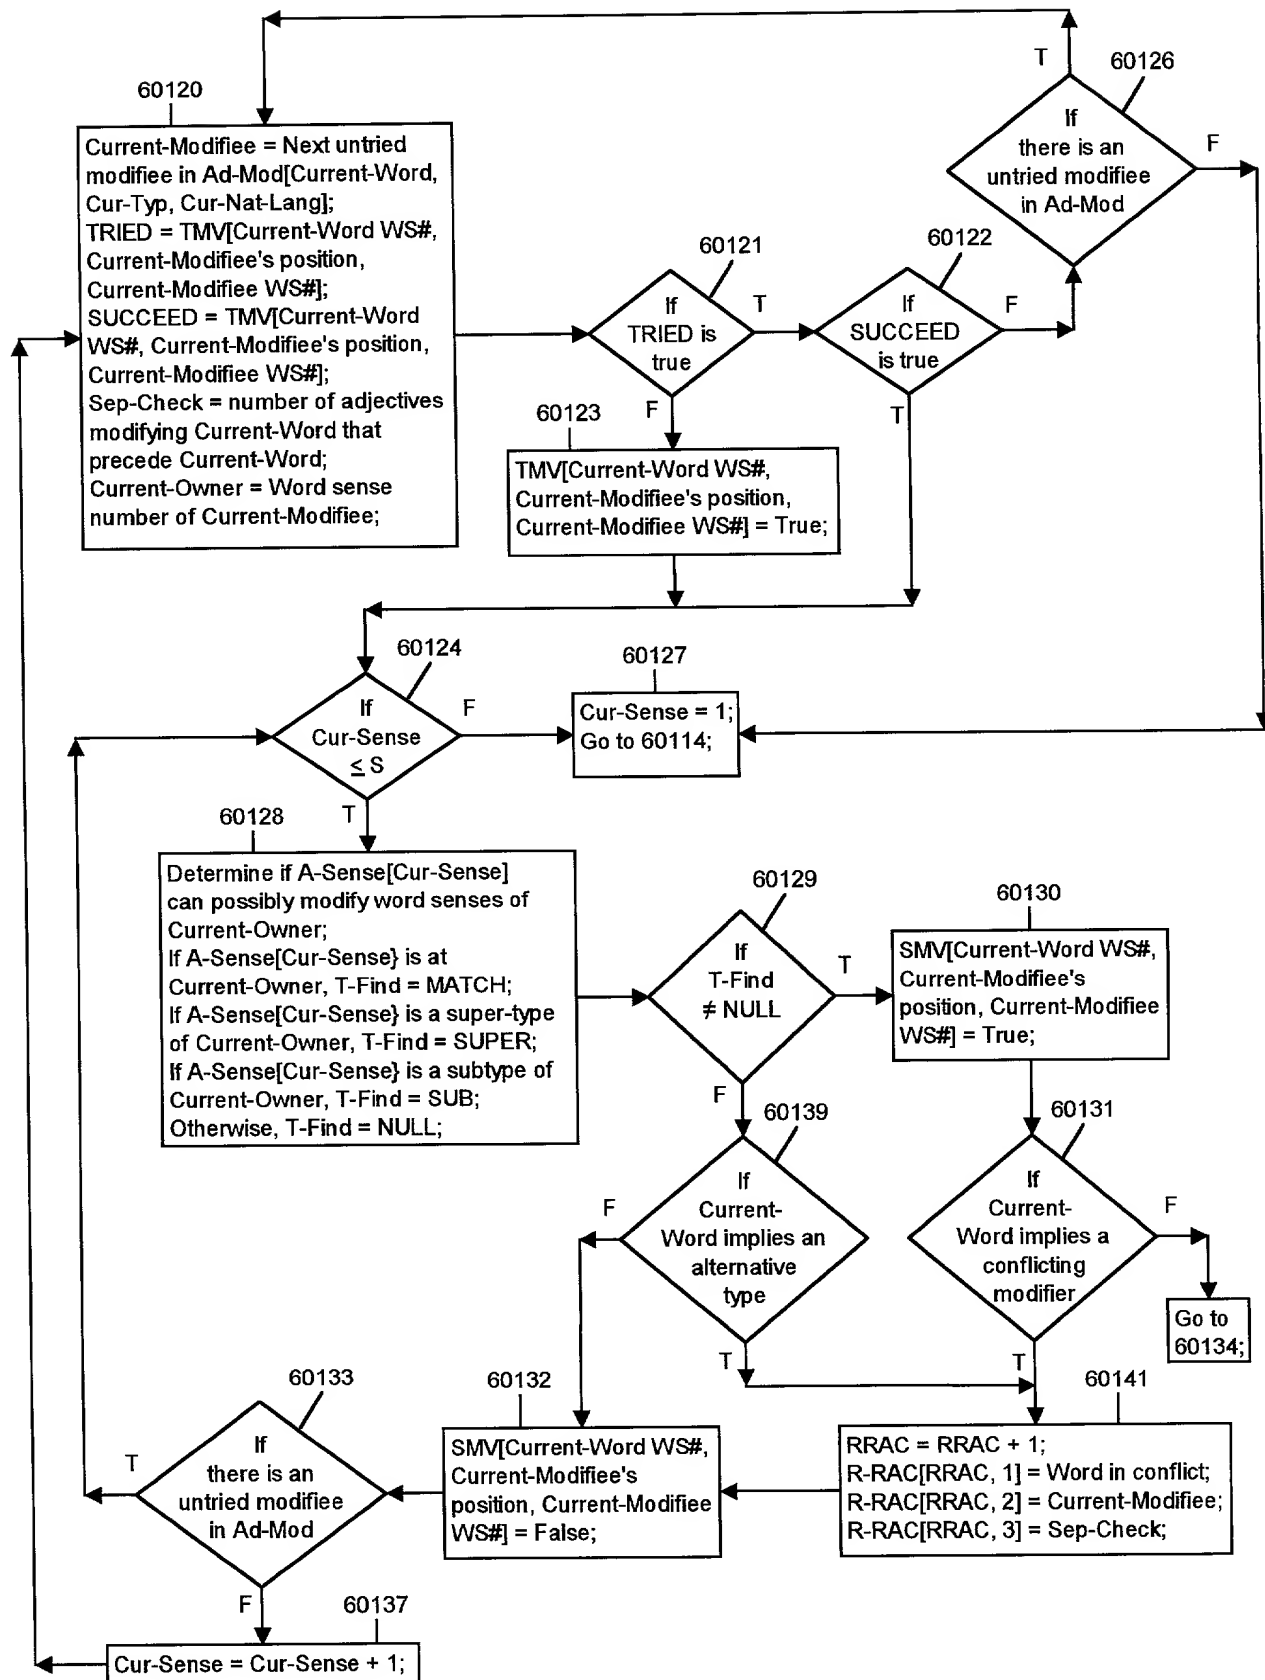 T
60126
If
there is an
untried modifiee
in Ad-Mod
F
60120
Current-Modifiee = Next untried
modifiee in Ad-Mod[Current-Word,
Cur-Typ, Cur-Nat-Lang];
TRIED = TMV[Current-Word WS#,
Current-Modifiee's position,
Current-Modifiee WS#];
SUCCEED = TMV[Current-Word
WS#, Current-Modifiee's position,
Current-Modifiee WS#];
Sep-Check = number of adjectives
modifying Current-Word that
precede Current-Word;
Current-Owner = Word sense
number of Current-Modifiee;
60121
If
TRIED is
true
T
F
60122
If
SUCCEED
is true
F
T
60123
TMV[Current-Word WS#,
Current-Modifiee's position,
Current-Modifiee WS#] = True;
60124
If
Cur-Sense
≤ S
F
T
60127
Cur-Sense = 1;
Go to 60114;
60128
Determine if A-Sense[Cur-Sense]
can possibly modify word senses of
Current-Owner;
If A-Sense[Cur-Sense} is at
Current-Owner, T-Find = MATCH;
If A-Sense[Cur-Sense} is a super-type
of Current-Owner, T-Find = SUPER;
If A-Sense[Cur-Sense} is a subtype of
Current-Owner, T-Find = SUB;
Otherwise, T-Find = NULL;
60129
If
T-Find
≠ NULL
T
F
60130
SMV[Current-Word WS#,
Current-Modifiee's
position, Current-Modifiee
WS#] = True;
60139
If
Current-
Word implies an
alternative
type
F
T
60131
If
Current-
Word implies a
conflicting
modifier
F
T
Go to
60134;
60133
If
there is an
untried modifiee
in Ad-Mod
T
F
60132
SMV[Current-Word WS#,
Current-Modifiee's
position, Current-Modifiee
WS#] = False;
60141
RRAC = RRAC + 1;
R-RAC[RRAC, 1] = Word in conflict;
R-RAC[RRAC, 2] = Current-Modifiee;
R-RAC[RRAC, 3] = Sep-Check;
60137
Cur-Sense = Cur-Sense + 1;